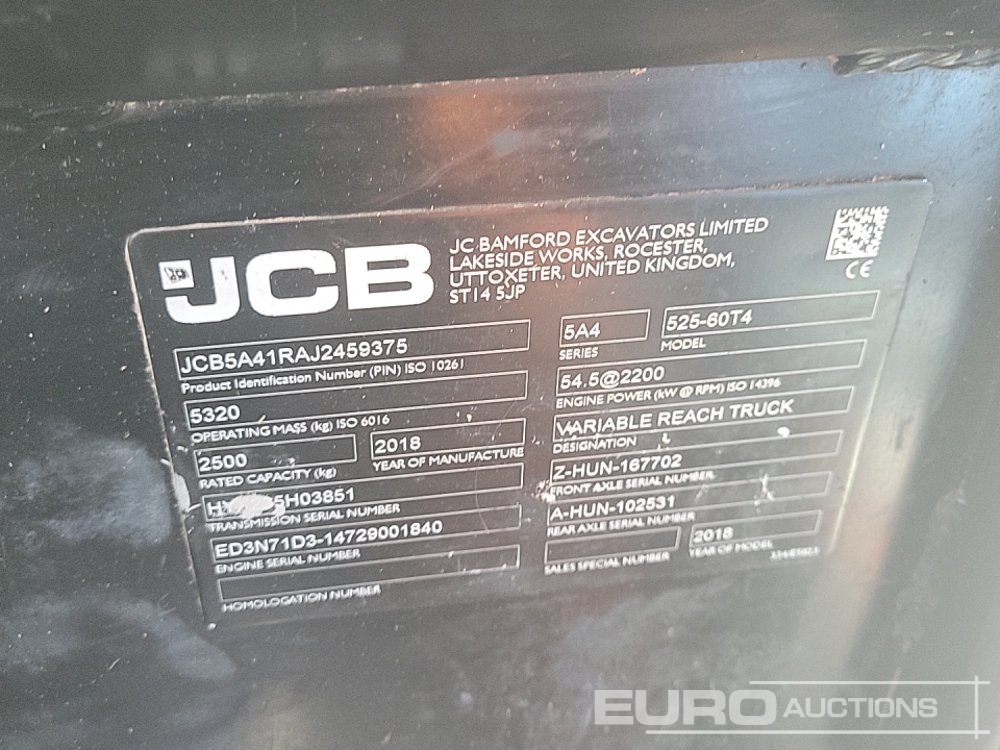 JCB
JC BAMFORD EXCAVATORS LIMITED
LAKESIDE WORKS, ROCESTER,
UTTOXETER, UNITED KINGDOM,
ST14 5JP
CE
JCB5A41RAJ2459375
Product Identification Number (PIN) ISO 10261
5320
OPERATING MASS (kg) ISO 6016
2500
RATED CAPACITY (kg)
2018
YEAR OF MANUFACTURE
TRANSMISSION SERIAL NUMBER
ED3N71D3-14729001840
ENGINE SERIAL NUMBER
HOMOLOGATION NUMBER
5A4
SERIES
525-60T4
MODEL
54.5@2200
ENGINE POWER (kW @ RPM) ISO 14396
VARIABLE REACH TRUCK
DESIGNATION
Z-HUN-167702
FRONT AXLE SERIAL NUMBER
A-HUN-102531
REAR AXLE SERIAL NUMBER
SALES SPECIAL NUMBER
2018
YEAR OF MODEL
EURO AUCTIONS